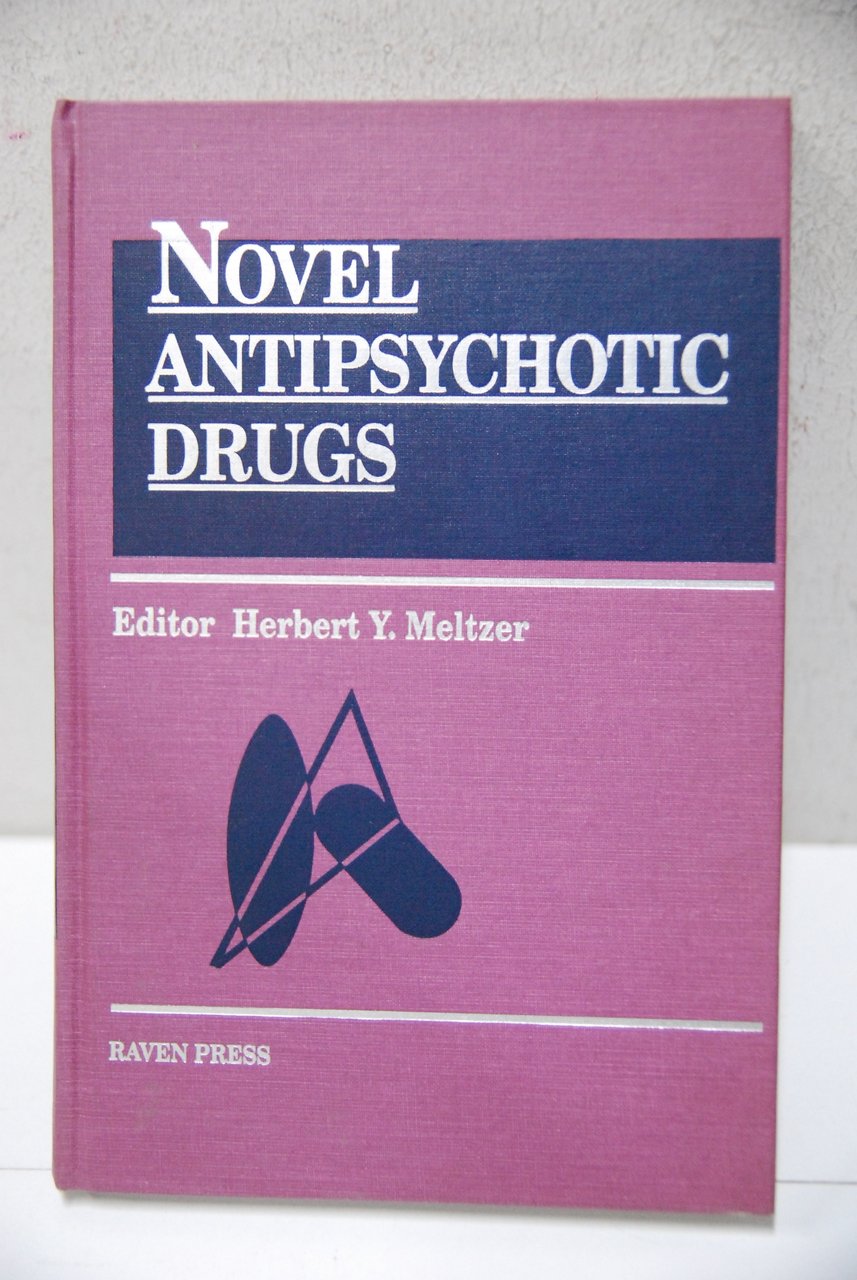 NOVEL
ANTIPSYCHOTIC
DRUGS
Editor Herbert Y. Meltzer
RAVEN PRESS